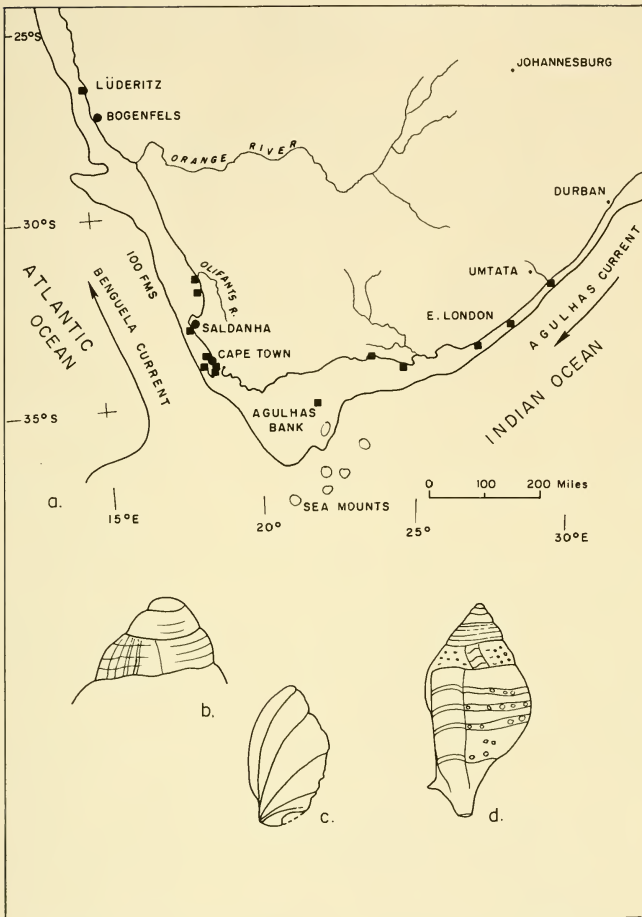 25°S
LÜDERITZ
BOGENFELS
JOHANNESBURG
ORANGE RIVER
DURBAN
30°S
ATLANTIC
OCEAN
BENGUELA CURRENT
100 FMS
OLIFANTS R.
SALDANHA
CAPE TOWN
UMTATA
E. LONDON
AGULHAS CURRENT
INDIAN OCEAN
AGULHAS
BANK
35°S
0 100 200 Miles
SEA MOUNTS
a.
15°E
20°
25°
30°E
b.
c.
d.